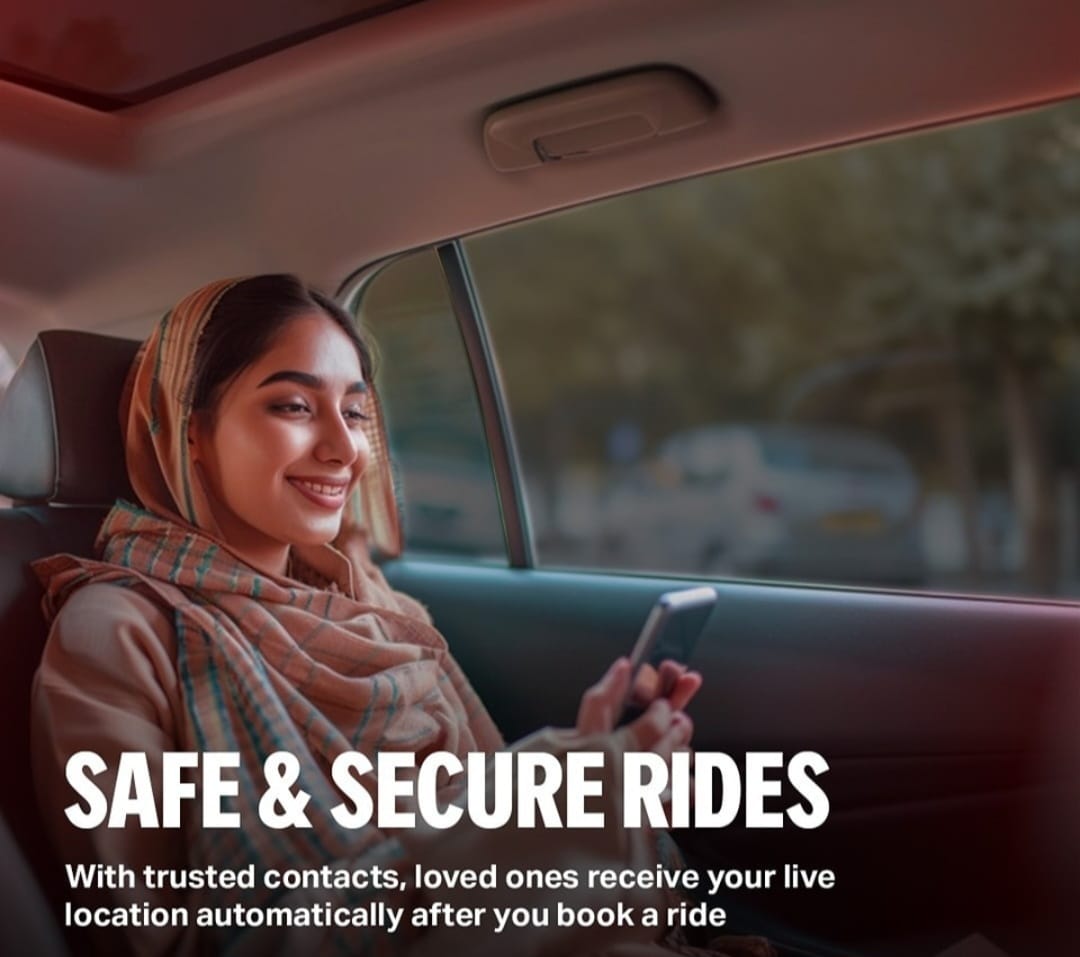 SAFE & SECURE RIDES
With trusted contacts, loved ones receive your live
location automatically after you book a ride